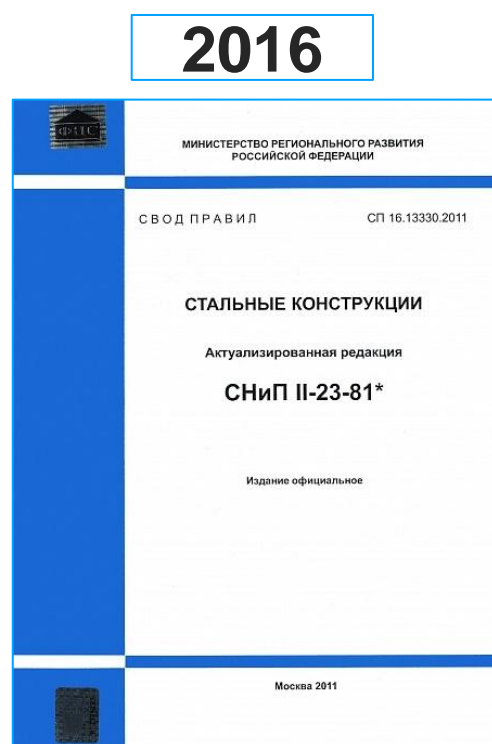 2016
ФЦС
МИНИСТЕРСТВО РЕГИОНАЛЬНОГО РАЗВИТИЯ
РОССИЙСКОЙ ФЕДЕРАЦИИ
СВОД ПРАВИЛ СП 16.13330.2011
СТАЛЬНЫЕ КОНСТРУКЦИИ
Актуализированная редакция
СНиП II-23-81*
Издание официальное
Москва 2011